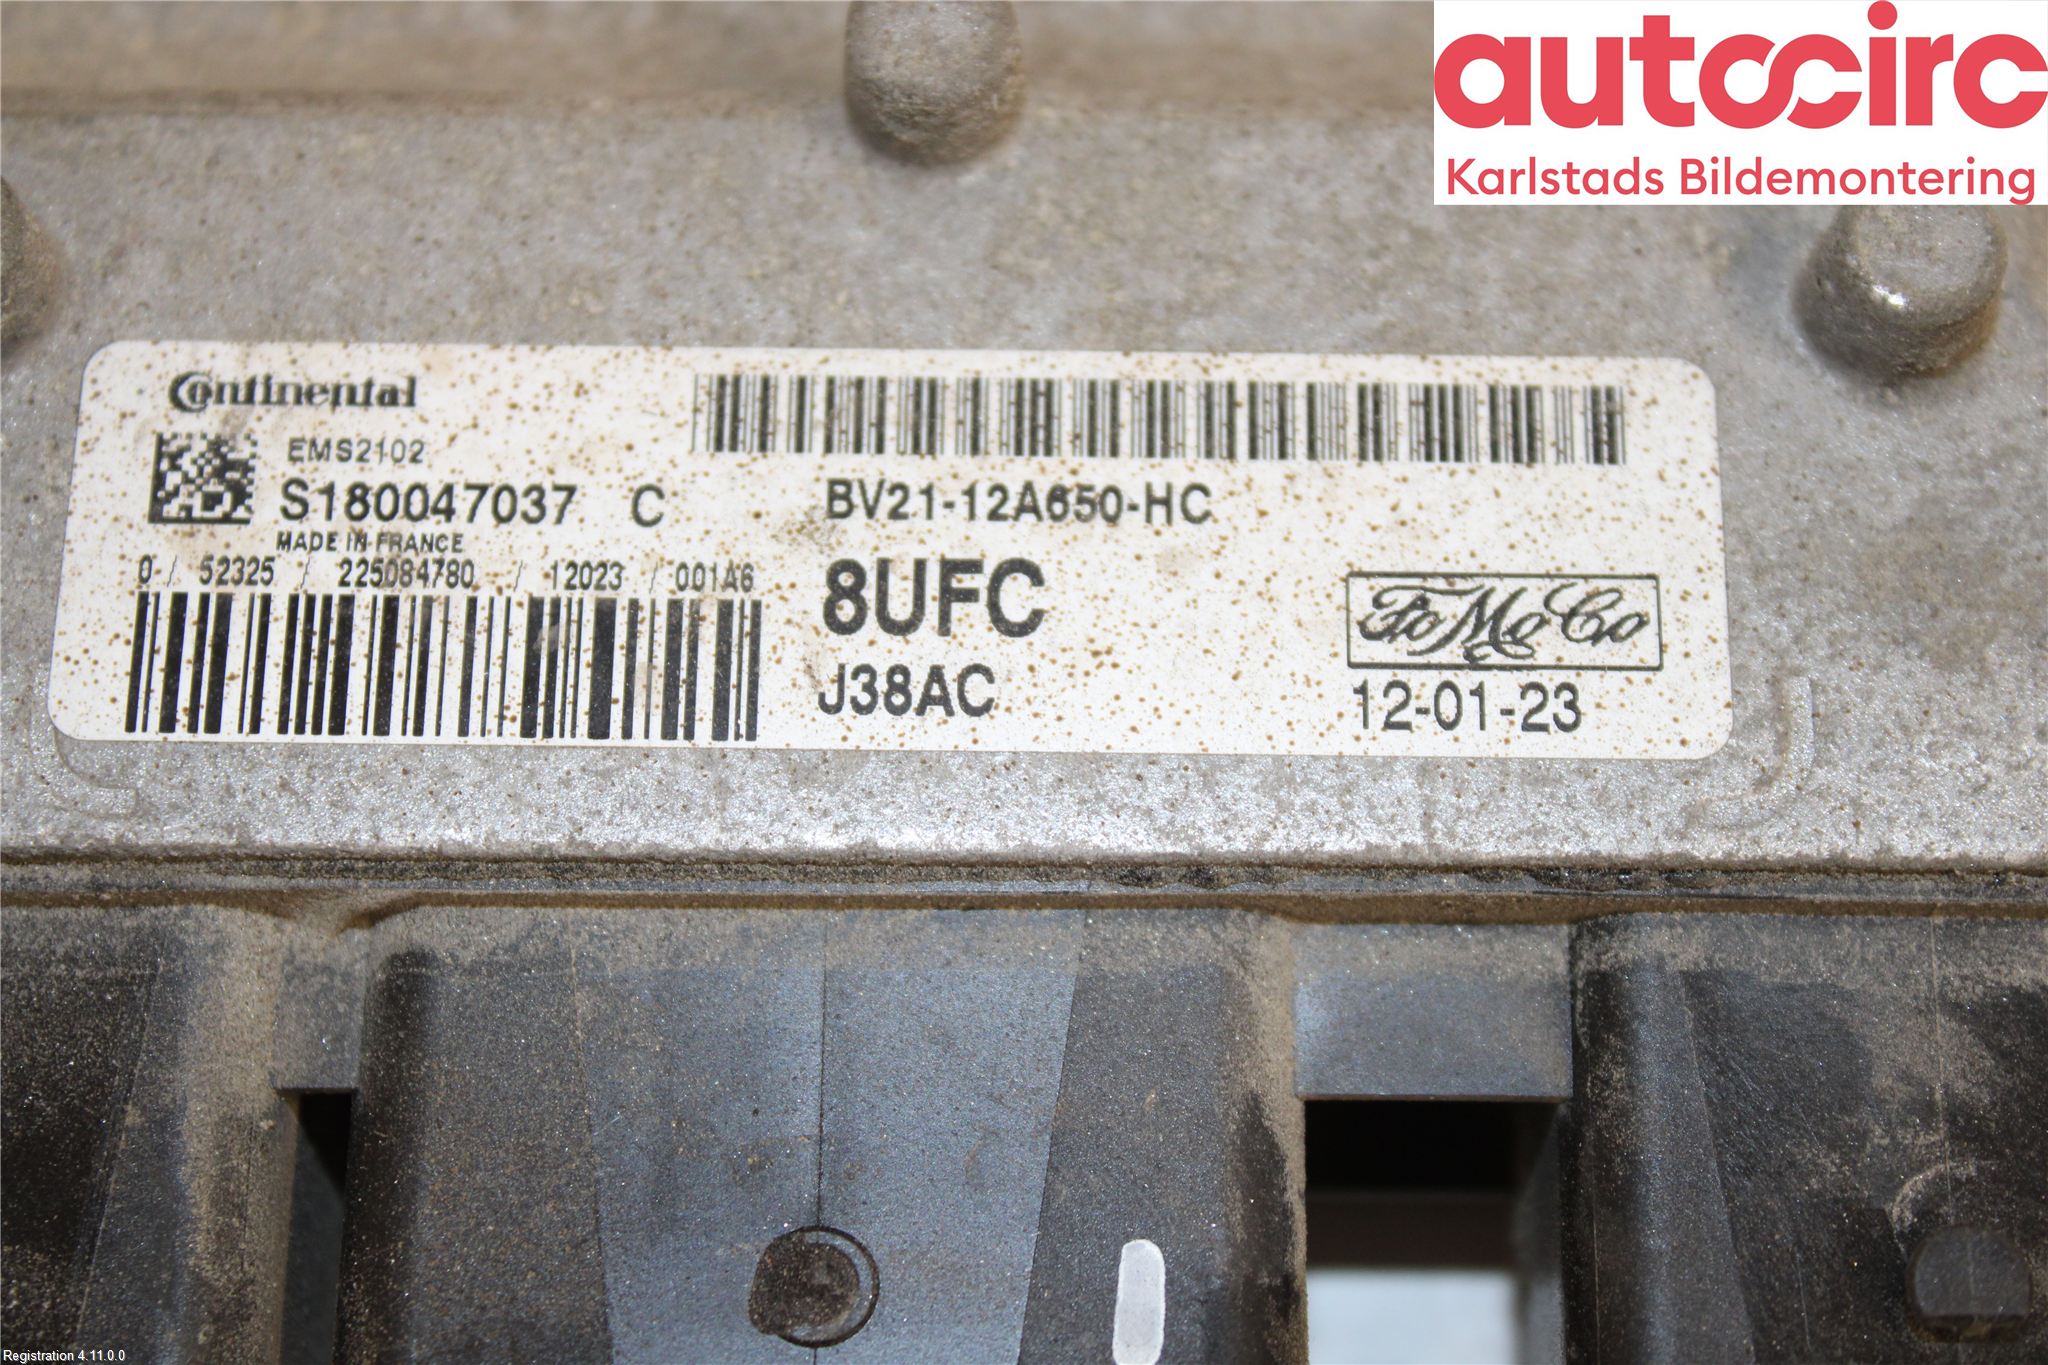 autocirc
Karlstads Bildemontering
Continental
EMS2102
S180047037 C
MADE IN FRANCE
0 / 52325 / 225084780 / 12023 / 001A6
BV21-12A650-HC
8UFC
J38AC
FoMoCo
12-01-23
Registration 4.11.0.0